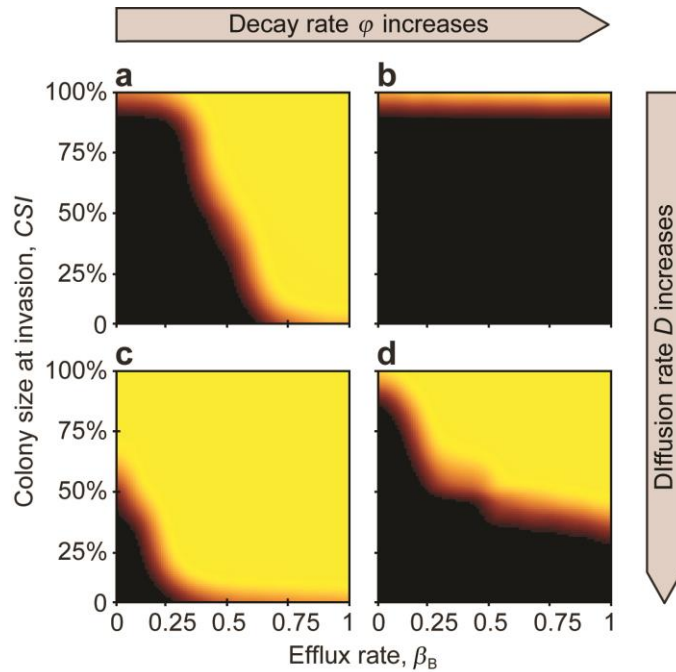 Decay rate φ increases
a
b
100%
75%
50%
25%
0
c
d
100%
75%
50%
25%
0
0 0.25 0.5 0.75 1
0 0.25 0.5 0.75 1
Colony size at invasion, CSI
Efflux rate, βB
DIffusion rate D increases